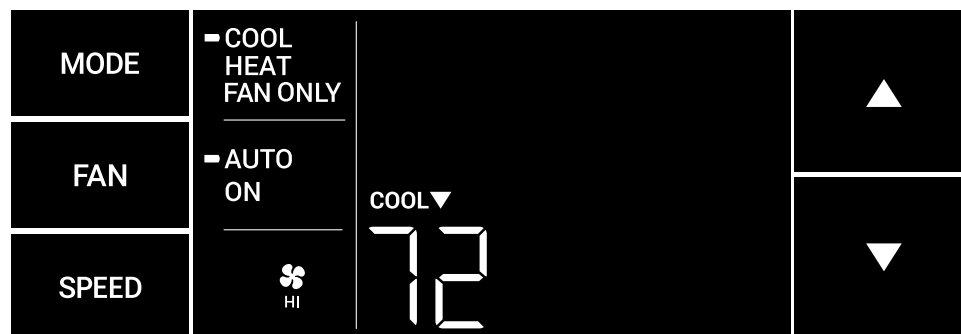 MODE
FAN
SPEED
COOL
HEAT
FAN ONLY
AUTO
ON
HI
COOL▼
72
▲
▼